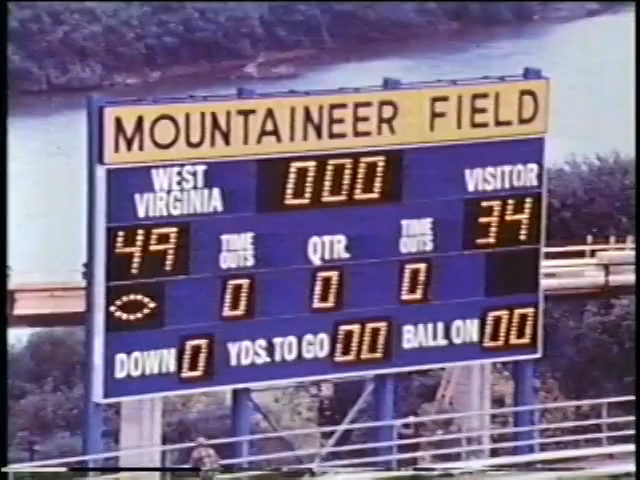 MOUNTAINEER FIELD
WEST VIRGINIA 000 VISITOR
49 TIME OUTS QTR. TIME OUTS 34
0 0 0
DOWN 0 YDS. TO GO 00 BALL ON 00